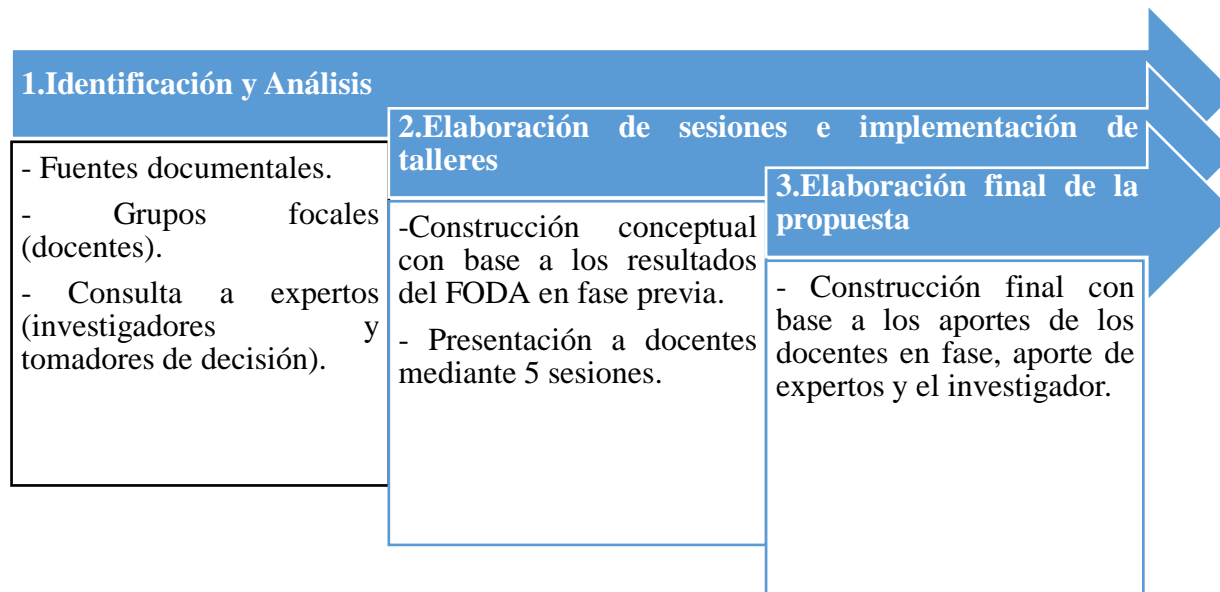 1.Identificación y Análisis
- Fuentes documentales.
- Grupos focales
(docentes).
- Consulta a expertos
(investigadores y
tomadores de decisión).
2.Elaboración de sesiones e implementación de
talleres
-Construcción conceptual
con base a los resultados
del FODA en fase previa.
- Presentación a docentes
mediante 5 sesiones.
3.Elaboración final de la
propuesta
- Construcción final con
base a los aportes de los
docentes en fase, aporte de
expertos y el investigador.